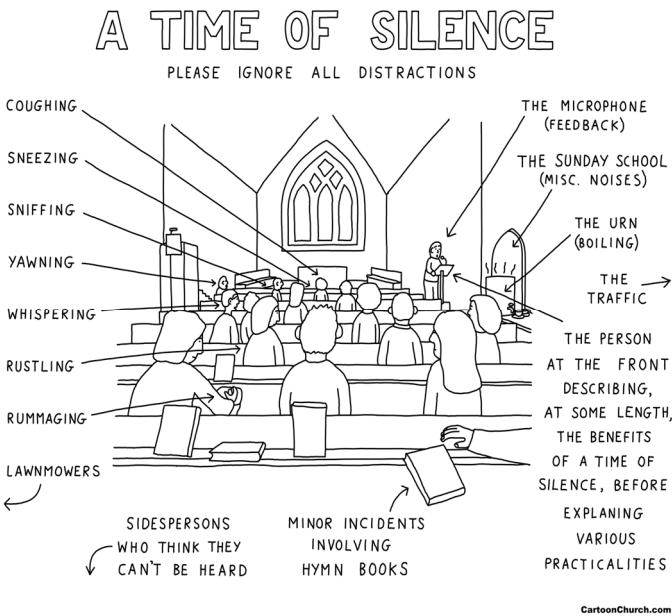 A TIME OF SILENCE
PLEASE IGNORE ALL DISTRACTIONS
COUGHING
SNEEZING
SNIFFING
YAWNING
WHISPERING
RUSTLING
RUMMAGING
LAWNMOWERS
SIDESPERSONS
WHO THINK THEY
CAN'T BE HEARD
MINOR INCIDENTS
INVOLVING
HYMN BOOKS
THE MICROPHONE
(FEEDBACK)
THE SUNDAY SCHOOL
(MISC. NOISES)
THE URN
(BOILING)
THE
TRAFFIC
THE PERSON
AT THE FRONT
DESCRIBING,
AT SOME LENGTH,
THE BENEFITS
OF A TIME OF
SILENCE, BEFORE
EXPLANING
VARIOUS
PRACTICALITIES
CartoonChurch.com